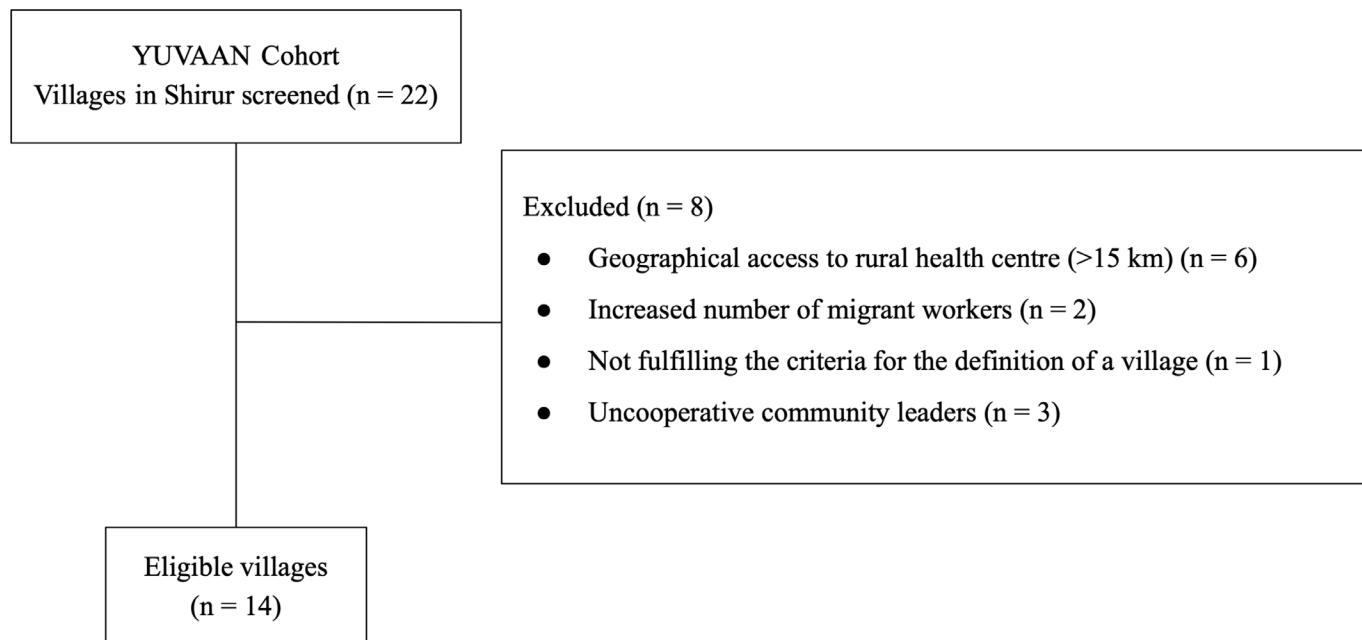 YUVAAN Cohort
Villages in Shirur screened (n = 22)
Excluded (n = 8)
● Geographical access to rural health centre (>15 km) (n = 6)
● Increased number of migrant workers (n = 2)
● Not fulfilling the criteria for the definition of a village (n = 1)
● Uncooperative community leaders (n = 3)
Eligible villages
(n = 14)